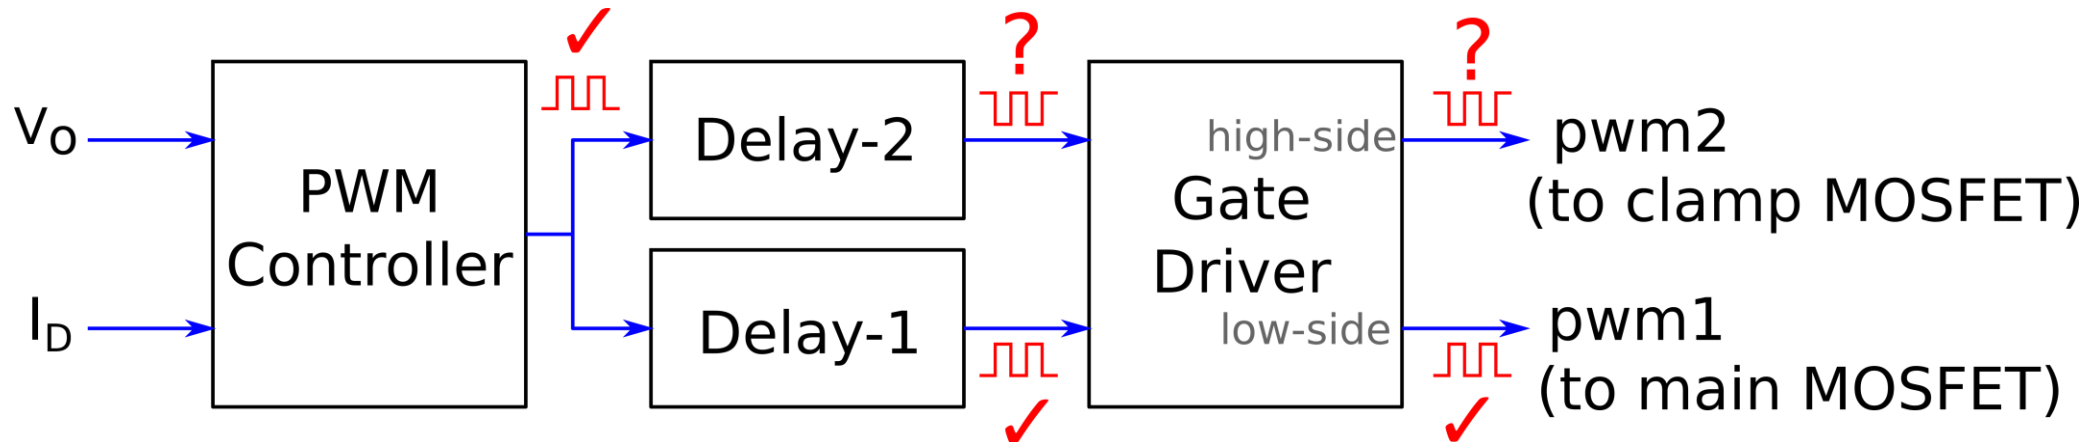 Vo
ID
PWM
Controller
✓
Delay-2
Delay-1
?
✓
high-side
Gate
Driver
low-side
?
✓
pwm2
(to clamp MOSFET)
pwm1
(to main MOSFET)